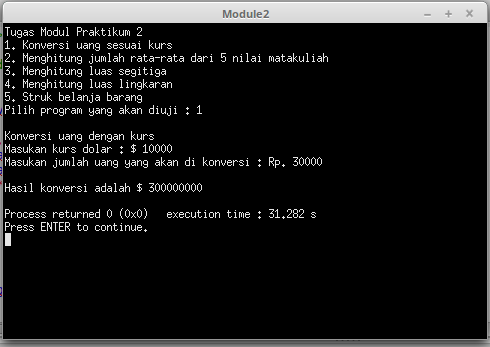 Module2
Tugas Modul Praktikum 2
1. Konversi uang sesuai kurs
2. Menghitung jumlah rata-rata dari 5 nilai matakuliah
3. Menghitung luas segitiga
4. Menghitung luas lingkaran
5. Struk belanja barang
Pilih program yang akan diuji : 1
Konversi uang dengan kurs
Masukan kurs dolar : $ 10000
Masukan jumlah uang yang akan di konversi : Rp. 30000
Hasil konversi adalah $ 300000000
Process returned 0 (0x0)   execution time : 31.282 s
Press ENTER to continue.